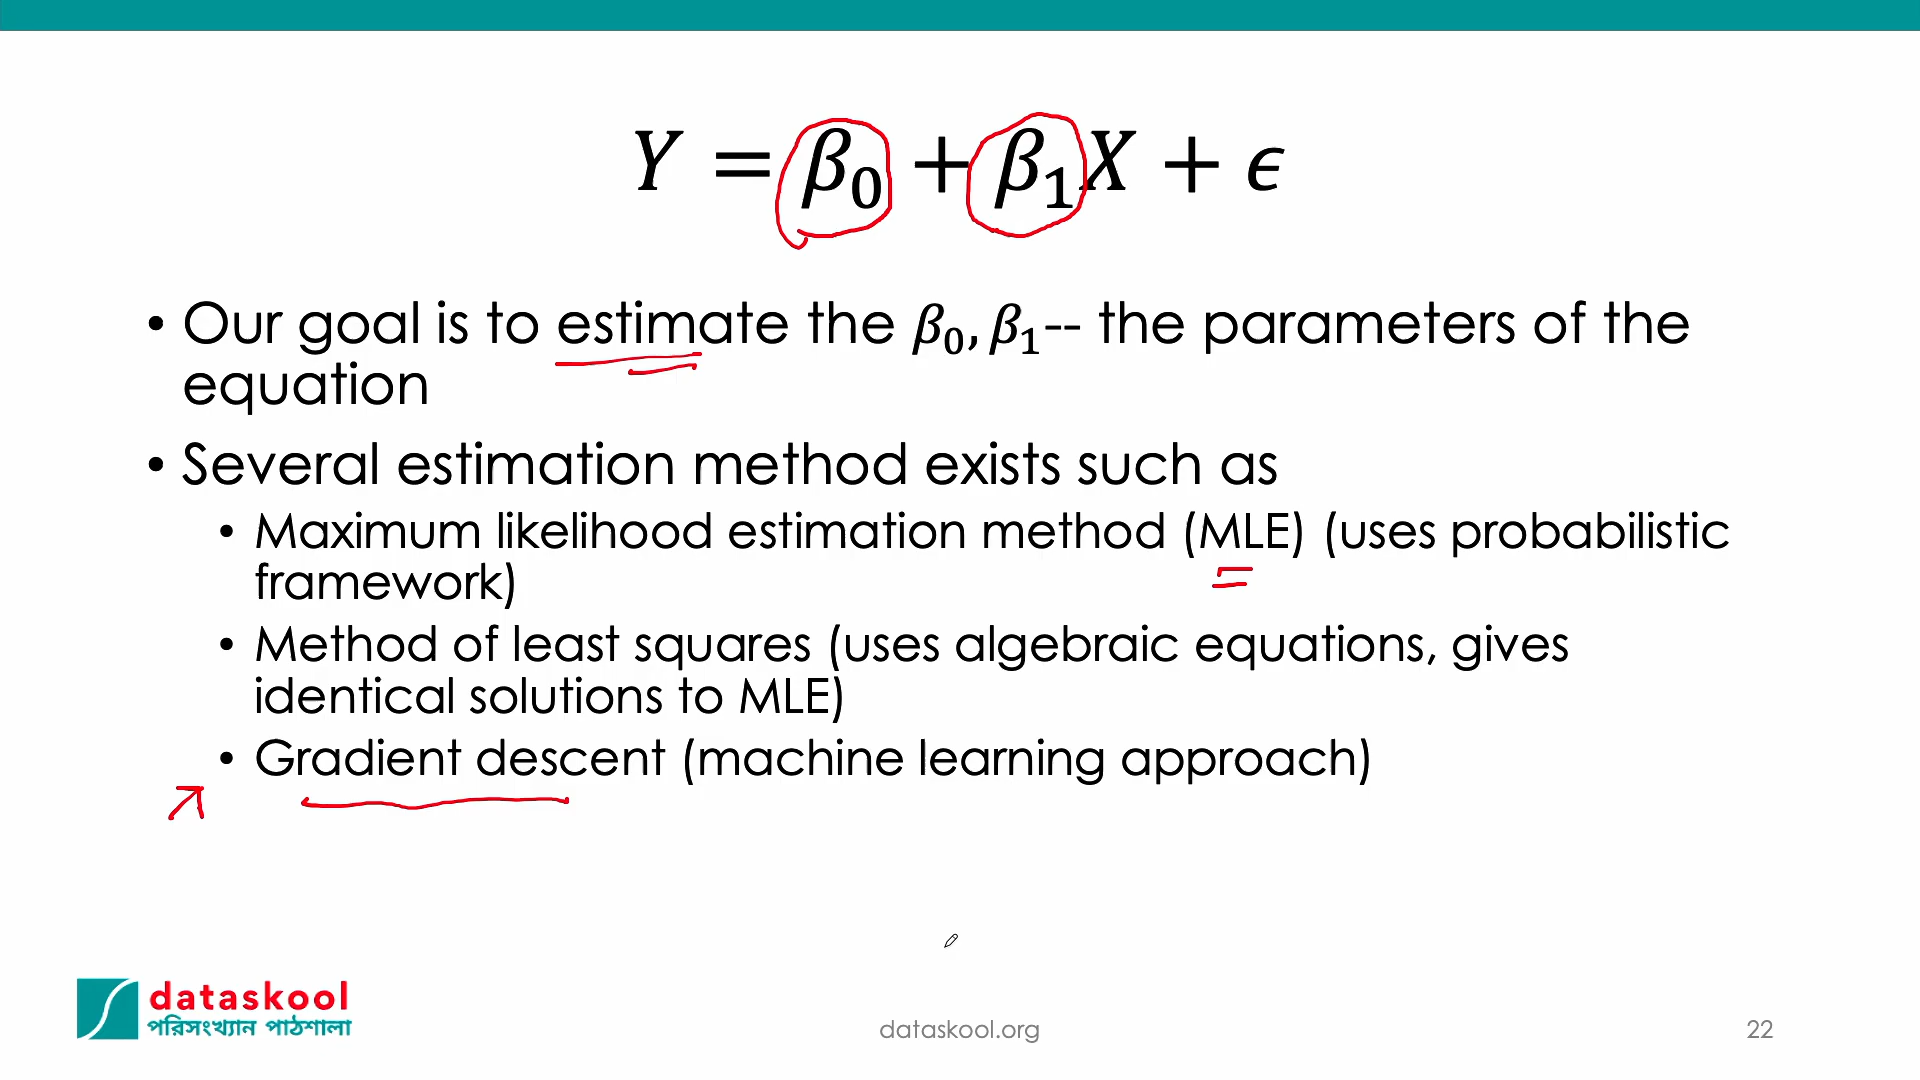 Y = β₀ + β₁X + ϵ
• Our goal is to estimate the β₀, β₁-- the parameters of the
equation
• Several estimation method exists such as
• Maximum likelihood estimation method (MLE) (uses probabilistic
framework)
• Method of least squares (uses algebraic equations, gives
identical solutions to MLE)
• Gradient descent (machine learning approach)
dataskool
পরিসংখ্যান পাঠশালা
dataskool.org
22